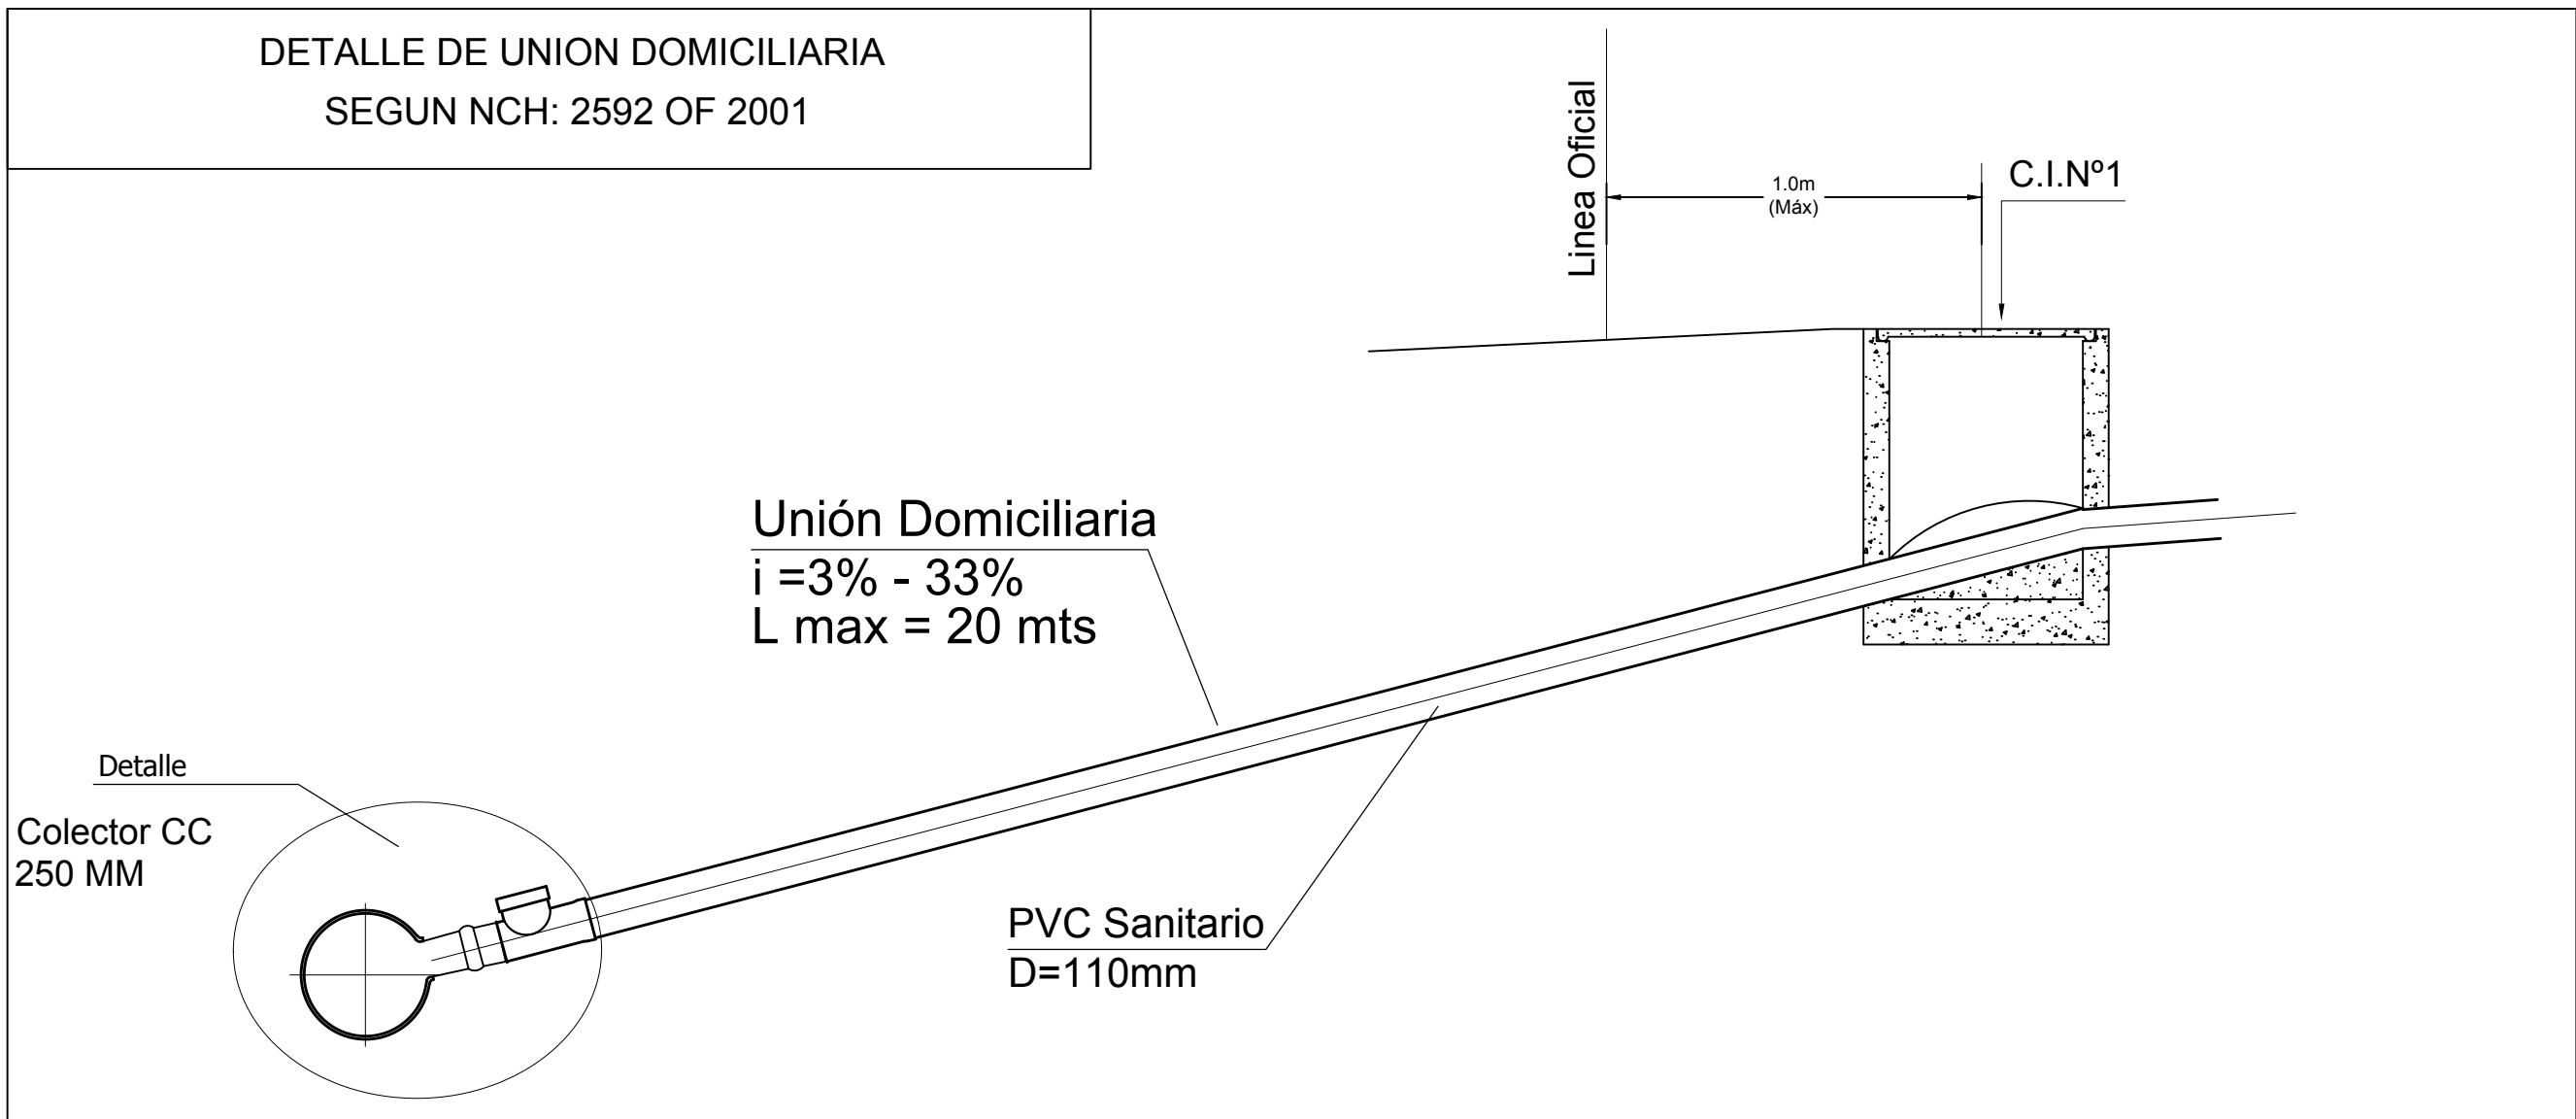 DETALLE DE UNION DOMICILIARIA
SEGUN NCH: 2592 OF 2001
Linea Oficial
1.0m
(Máx)
C.I.Nº1
Unión Domiciliaria
i =3% - 33%
L max = 20 mts
Detalle
Colector CC
250 MM
PVC Sanitario
D=110mm